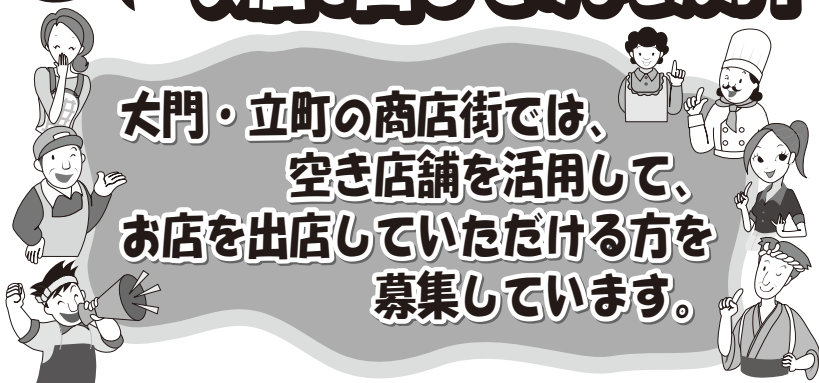 大門・立町の商店街では、
空き店舗を活用して、
お店を出店していただける方を
募集しています。